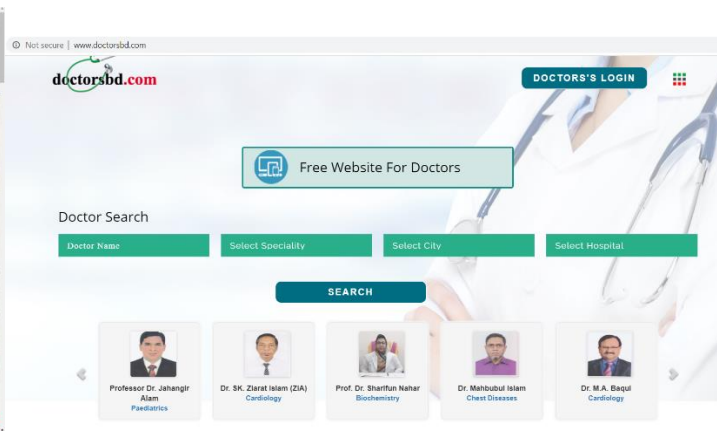 Not secure | www.doctorsbd.com
doctorsbd.com
DOCTORS'S LOGIN
Free Website For Doctors
Doctor Search
Doctor Name
Select Speciality
Select City
Select Hospital
SEARCH
Professor Dr. Jahangir
Alam
Paediatrics
Dr. SK. Ziarat Islam (ZIA)
Cardiology
Prof. Dr. Sharifun Nahar
Biochemistry
Dr. Mahbubul Islam
Chest Diseases
Dr. M.A. Baqui
Cardiology